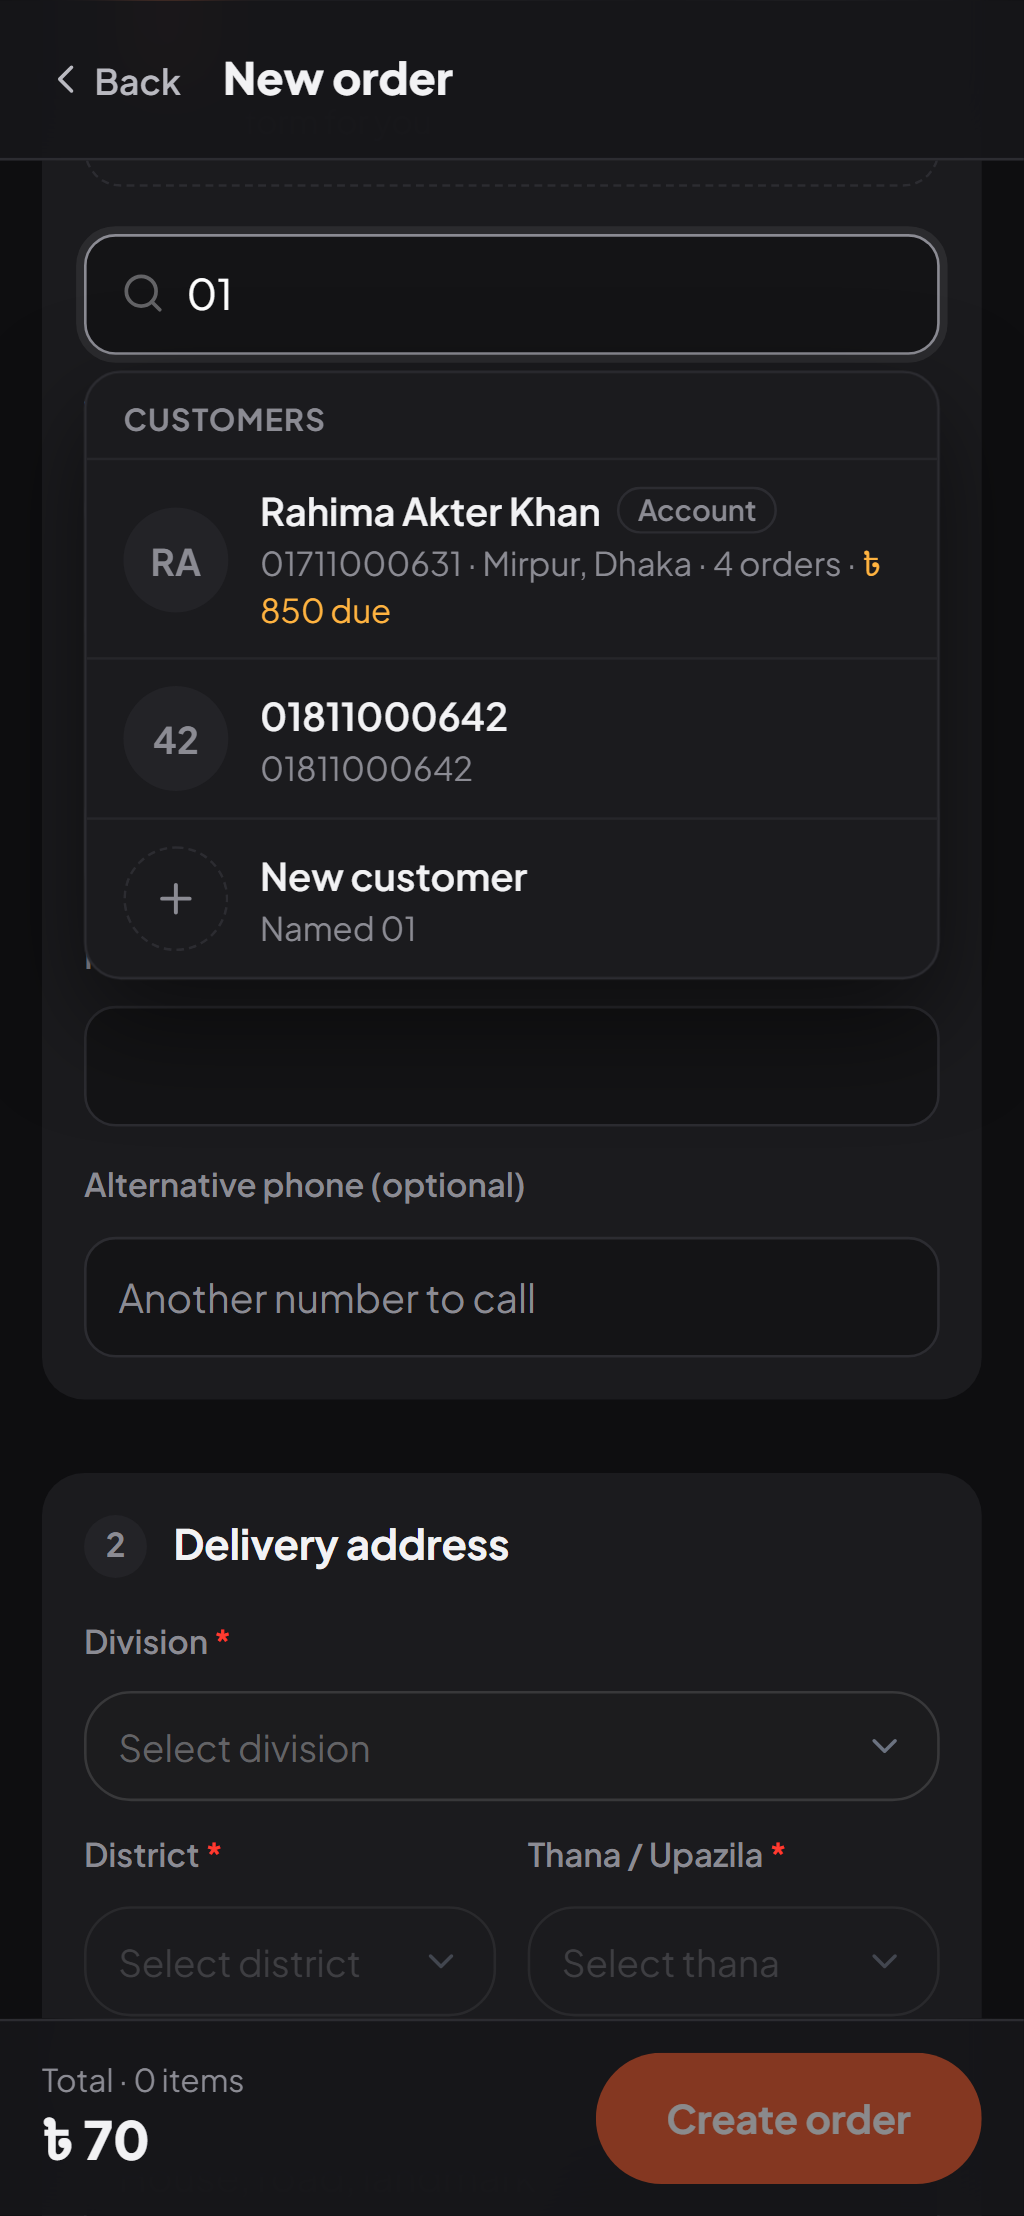 Back New order
01
CUSTOMERS
RA Rahima Akter Khan Account
01711000631 · Mirpur, Dhaka · 4 orders · ৳
850 due
42 01811000642
01811000642
New customer
Named 01
Alternative phone (optional)
Another number to call
2 Delivery address
Division *
Select division
District * Thana / Upazila *
Select district Select thana
Total · 0 items
৳ 70
Create order